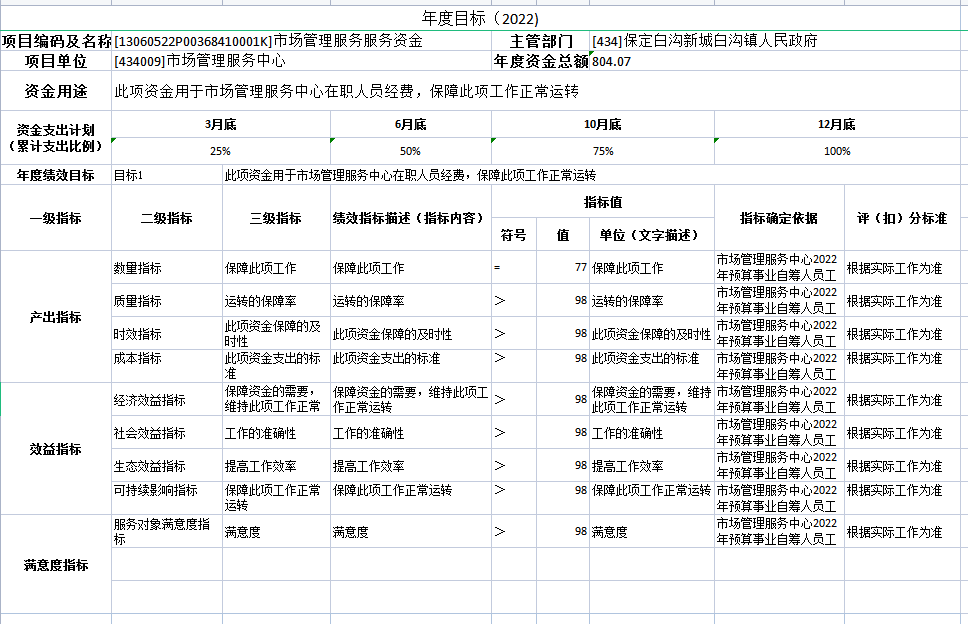 年度目标（2022)
项目编码及名称 [13060522P00368410001K]市场管理服务服务资金 主管部门 [434]保定白沟新城白沟镇人民政府
项目单位 [434009]市场管理服务中心 年度资金总额 804.07
资金用途 此项资金用于市场管理服务中心在职人员经费，保障此项工作正常运转
资金支出计划
（累计支出比例） 3月底 6月底 10月底 12月底
25% 50% 75% 100%
年度绩效目标 目标1 此项资金用于市场管理服务中心在职人员经费，保障此项工作正常运转
一级指标 二级指标 三级指标 绩效指标描述（指标内容） 指标值 指标确定依据 评（扣）分标准
符号 值 单位（文字描述）
产出指标
数量指标 保障此项工作 保障此项工作 = 77 保障此项工作 市场管理服务中心2022
年预算事业自筹人员工 根据实际工作为准
质量指标 运转的保障率 运转的保障率 ＞ 98 运转的保障率 市场管理服务中心2022
年预算事业自筹人员工 根据实际工作为准
时效指标 此项资金保障的及
时性 此项资金保障的及时性 ＞ 98 此项资金保障的及时性 市场管理服务中心2022
年预算事业自筹人员工 根据实际工作为准
成本指标 此项资金支出的标
准 此项资金支出的标准 ＞ 98 此项资金支出的标准 市场管理服务中心2022
年预算事业自筹人员工 根据实际工作为准
效益指标
经济效益指标 保障资金的需要，
维持此项工作正常 保障资金的需要，维持此项工
作正常运转 ＞ 98 保障资金的需要，维持
此项工作正常运转 市场管理服务中心2022
年预算事业自筹人员工 根据实际工作为准
社会效益指标 工作的准确性 工作的准确性 ＞ 98 工作的准确性 市场管理服务中心2022
年预算事业自筹人员工 根据实际工作为准
生态效益指标 提高工作效率 提高工作效率 ＞ 98 提高工作效率 市场管理服务中心2022
年预算事业自筹人员工 根据实际工作为准
可持续影响指标 保障此项工作正常
运转 保障此项工作正常运转 ＞ 98 保障此项工作正常运转 市场管理服务中心2022
年预算事业自筹人员工 根据实际工作为准
满意度指标
服务对象满意度指
标 满意度 满意度 ＞ 98 满意度 市场管理服务中心2022
年预算事业自筹人员工 根据实际工作为准